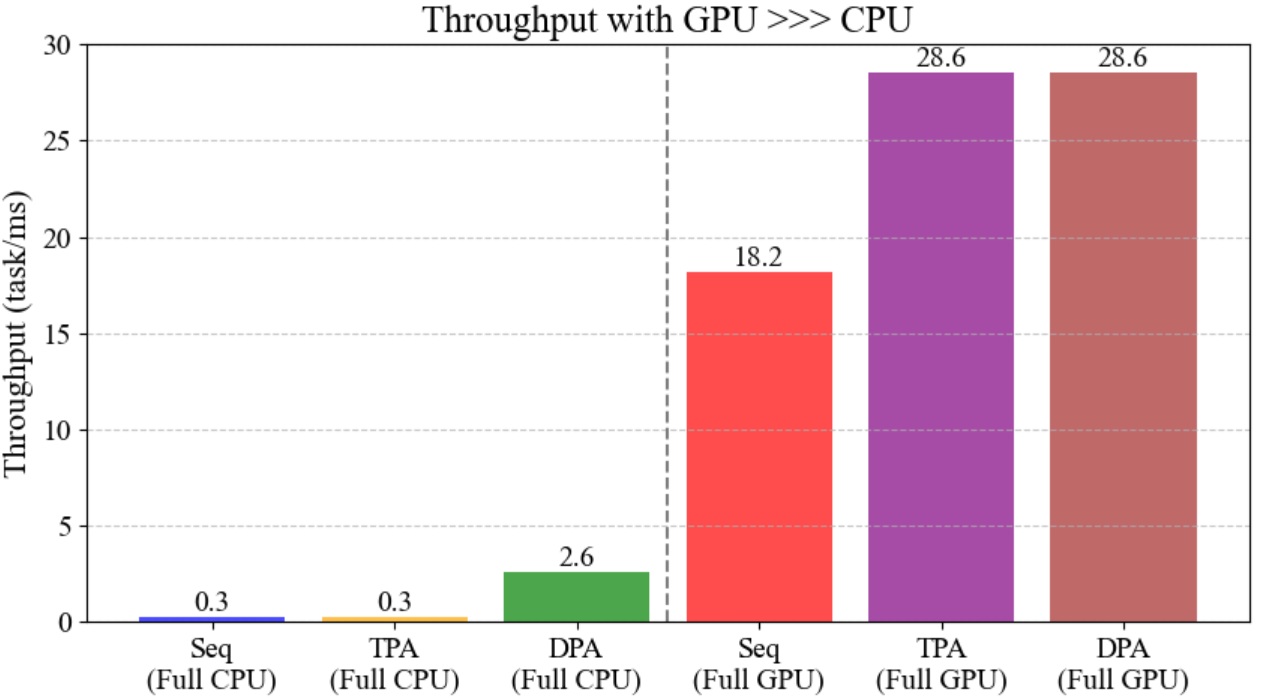 Throughput with GPU >>> CPU
Throughput (task/ms)
30
25
20
15
10
5
0
0.3
0.3
2.6
18.2
28.6
28.6
Seq
(Full CPU)
TPA
(Full CPU)
DPA
(Full CPU)
Seq
(Full GPU)
TPA
(Full GPU)
DPA
(Full GPU)